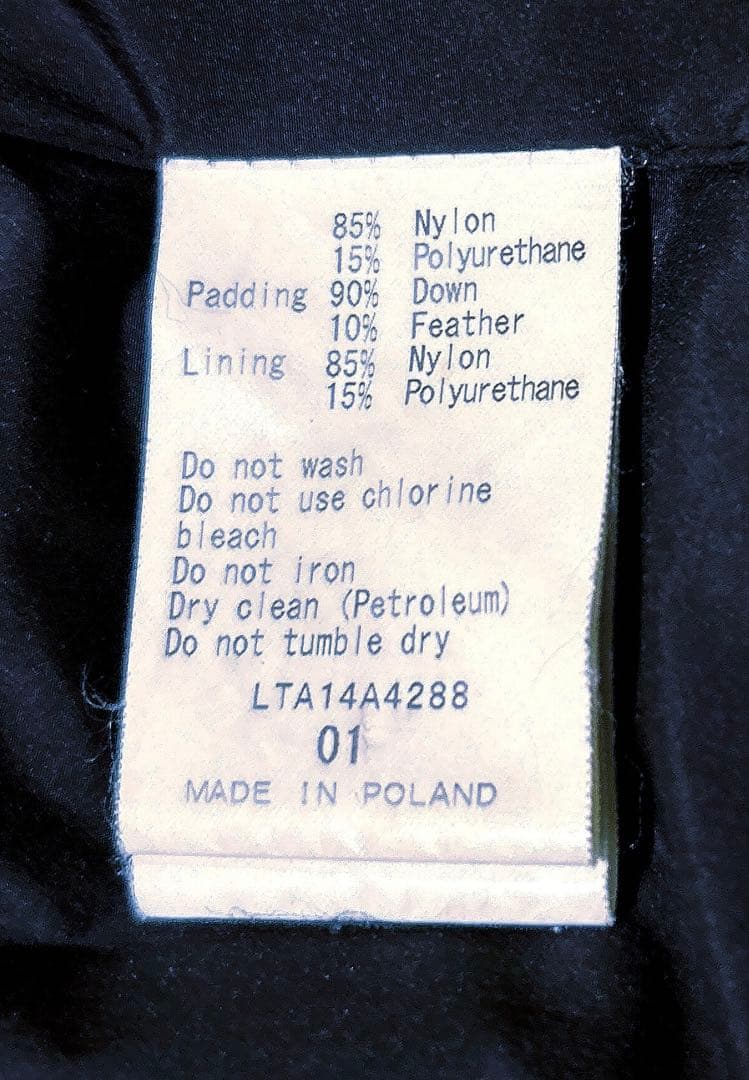 85% Nylon
15% Polyurethane
Padding 90% Down
10% Feather
Lining 85% Nylon
15% Polyurethane
Do not wash
Do not use chlorine
bleach
Do not iron
Dry clean (Petroleum)
Do not tumble dry
LTA14A4288
01
MADE IN POLAND